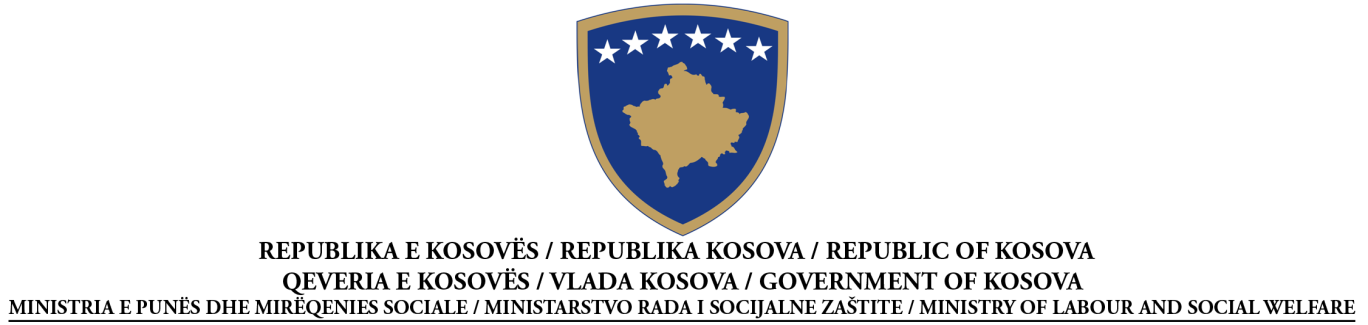 REPUBLIKA E KOSOVËS / REPUBLIKA KOSOVA / REPUBLIC OF KOSOVA
QEVERIA E KOSOVËS / VLADA KOSOVA / GOVERNMENT OF KOSOVA
MINISTRIA E PUNËS DHE MIRËQENIES SOCIALE / MINISTARSTVO RADA I SOCIJALNE ZAŠTITE / MINISTRY OF LABOUR AND SOCIAL WELFARE